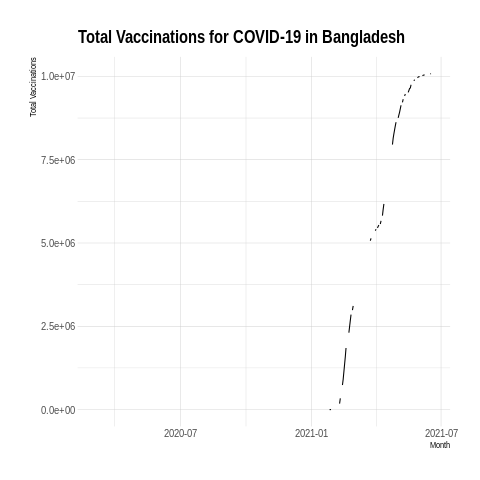 Total Vaccinations for COVID-19 in Bangladesh
Total Vaccinations
1.0e+07
7.5e+06
5.0e+06
2.5e+06
0.0e+00
2020-07
2021-01
2021-07
Month